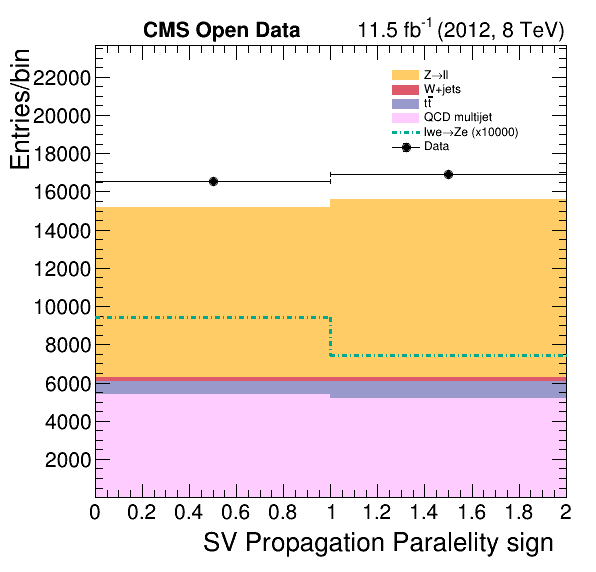 CMS Open Data
11.5 fb⁻¹ (2012, 8 TeV)
Entries/bin
22000
20000
18000
16000
14000
12000
10000
8000
6000
4000
2000
Z→ll
W+jets
tt̅
QCD multijet
lwe→Ze (x10000)
Data
0 0.2 0.4 0.6 0.8 1 1.2 1.4 1.6 1.8 2
SV Propagation Paralelity sign